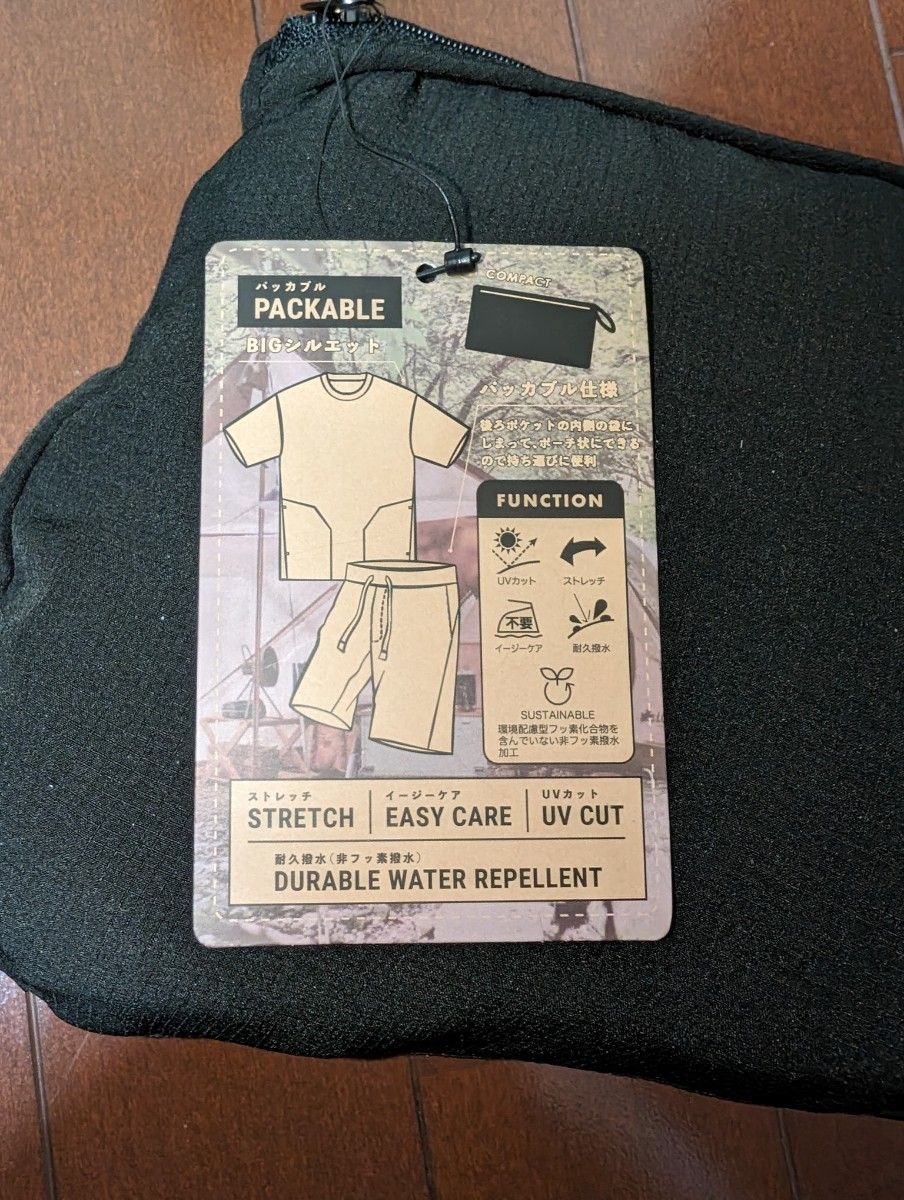 パッカブル
PACKABLE
BIGシルエット
COMPACT
パッカブル仕様
後ろポケットの内側の袋に
しまって、ポーチ状にできる
ので持ち運びに便利
FUNCTION
UVカット
ストレッチ
不要
イージーケア
耐久撥水
SUSTAINABLE
環境配慮型フッ素化合物を
含んでいない非フッ素撥水
加工
ストレッチ
STRETCH
イージーケア
EASY CARE
UVカット
UV CUT
耐久撥水(非フッ素撥水)
DURABLE WATER REPELLENT